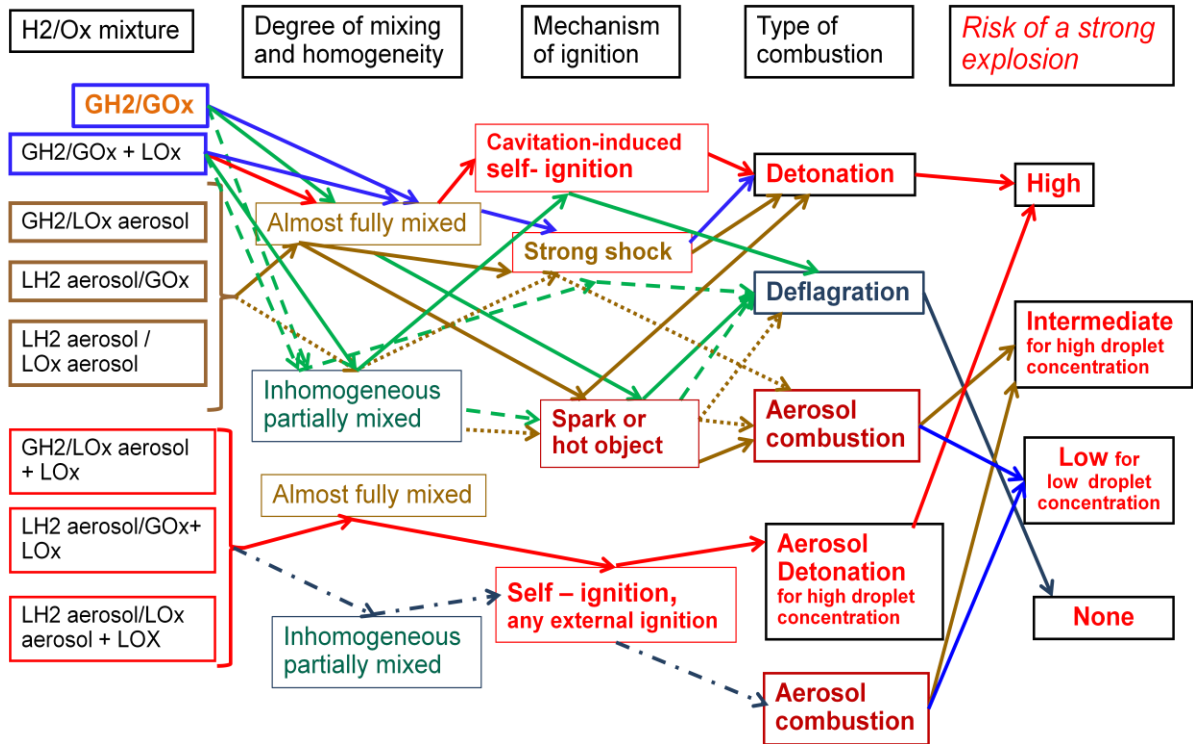 H2/Ox mixture
Degree of mixing
and homogeneity
Mechanism
of ignition
Type of
combustion
Risk of a strong
explosion
GH2/GOx
GH2/GOx + LOx
GH2/LOx aerosol
LH2 aerosol/GOx
LH2 aerosol /
LOx aerosol
Almost fully mixed
Inhomogeneous
partially mixed
Cavitation-induced
self- ignition
Strong shock
Spark or
hot object
Detonation
Deflagration
Aerosol
combustion
High
Intermediate
for high droplet
concentration
Low for
low droplet
concentration
None
GH2/LOx aerosol
+ LOx
LH2 aerosol/GOx+
LOx
LH2 aerosol/LOx
aerosol + LOX
Almost fully mixed
Inhomogeneous
partially mixed
Self – ignition,
any external ignition
Aerosol
Detonation
for high droplet
concentration
Aerosol
combustion